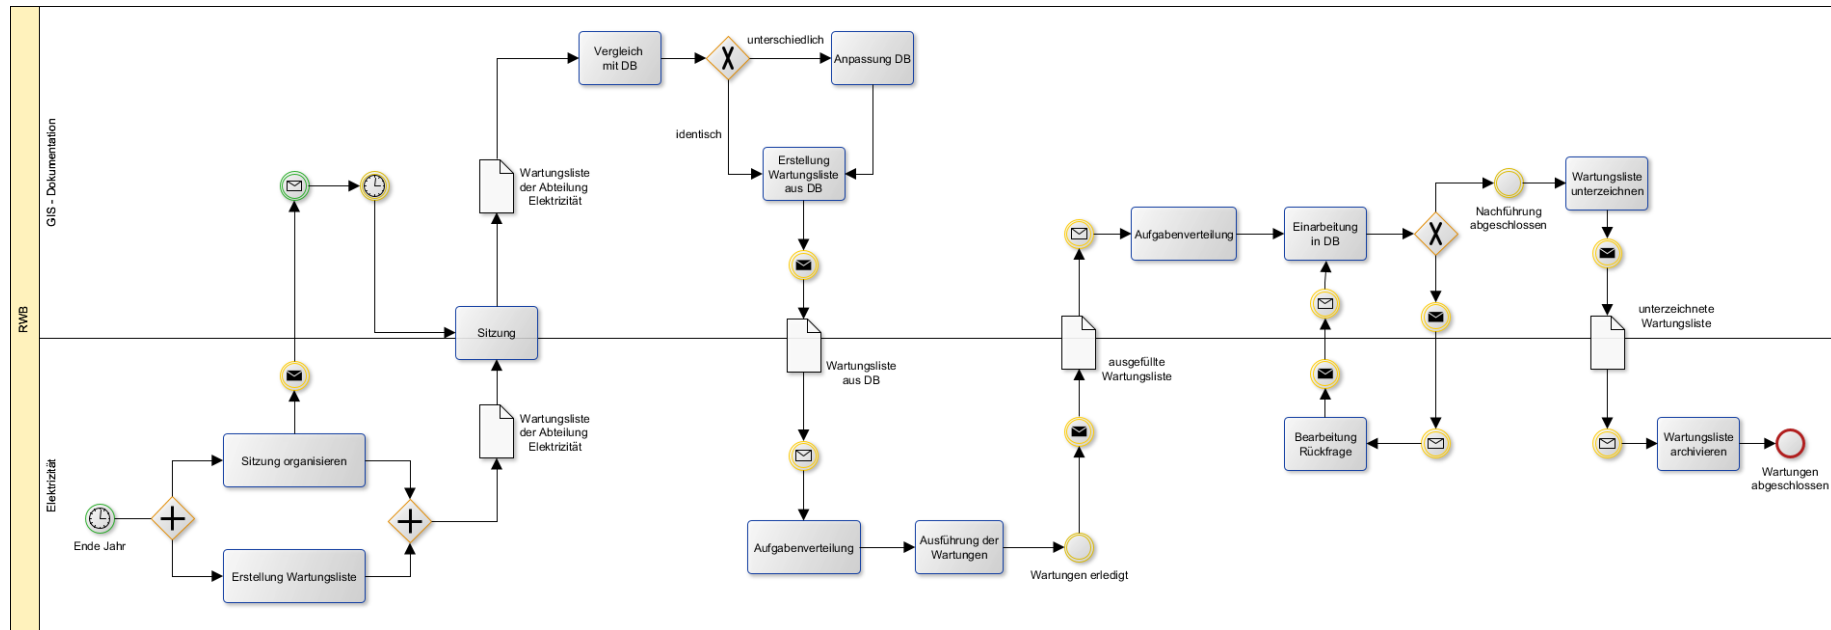 RWB
GIS - Dokumentation
Elektrizität
Ende Jahr
Sitzung organisieren
Erstellung Wartungsliste
Wartungsliste
der Abteilung
Elektrizität
Sitzung
Wartungsliste
der Abteilung
Elektrizität
Vergleich
mit DB
unterschiedlich
identisch
Anpassung DB
Erstellung
Wartungsliste
aus DB
Wartungsliste
aus DB
Aufgabenverteilung
Ausführung der
Wartungen
Wartungen erledigt
ausgefüllte
Wartungsliste
Aufgabenverteilung
Einarbeitung
in DB
Bearbeitung
Rückfrage
Nachführung
abgeschlossen
Wartungsliste
unterzeichnen
unterzeichnete
Wartungsliste
Wartungsliste
archivieren
Wartungen
abgeschlossen